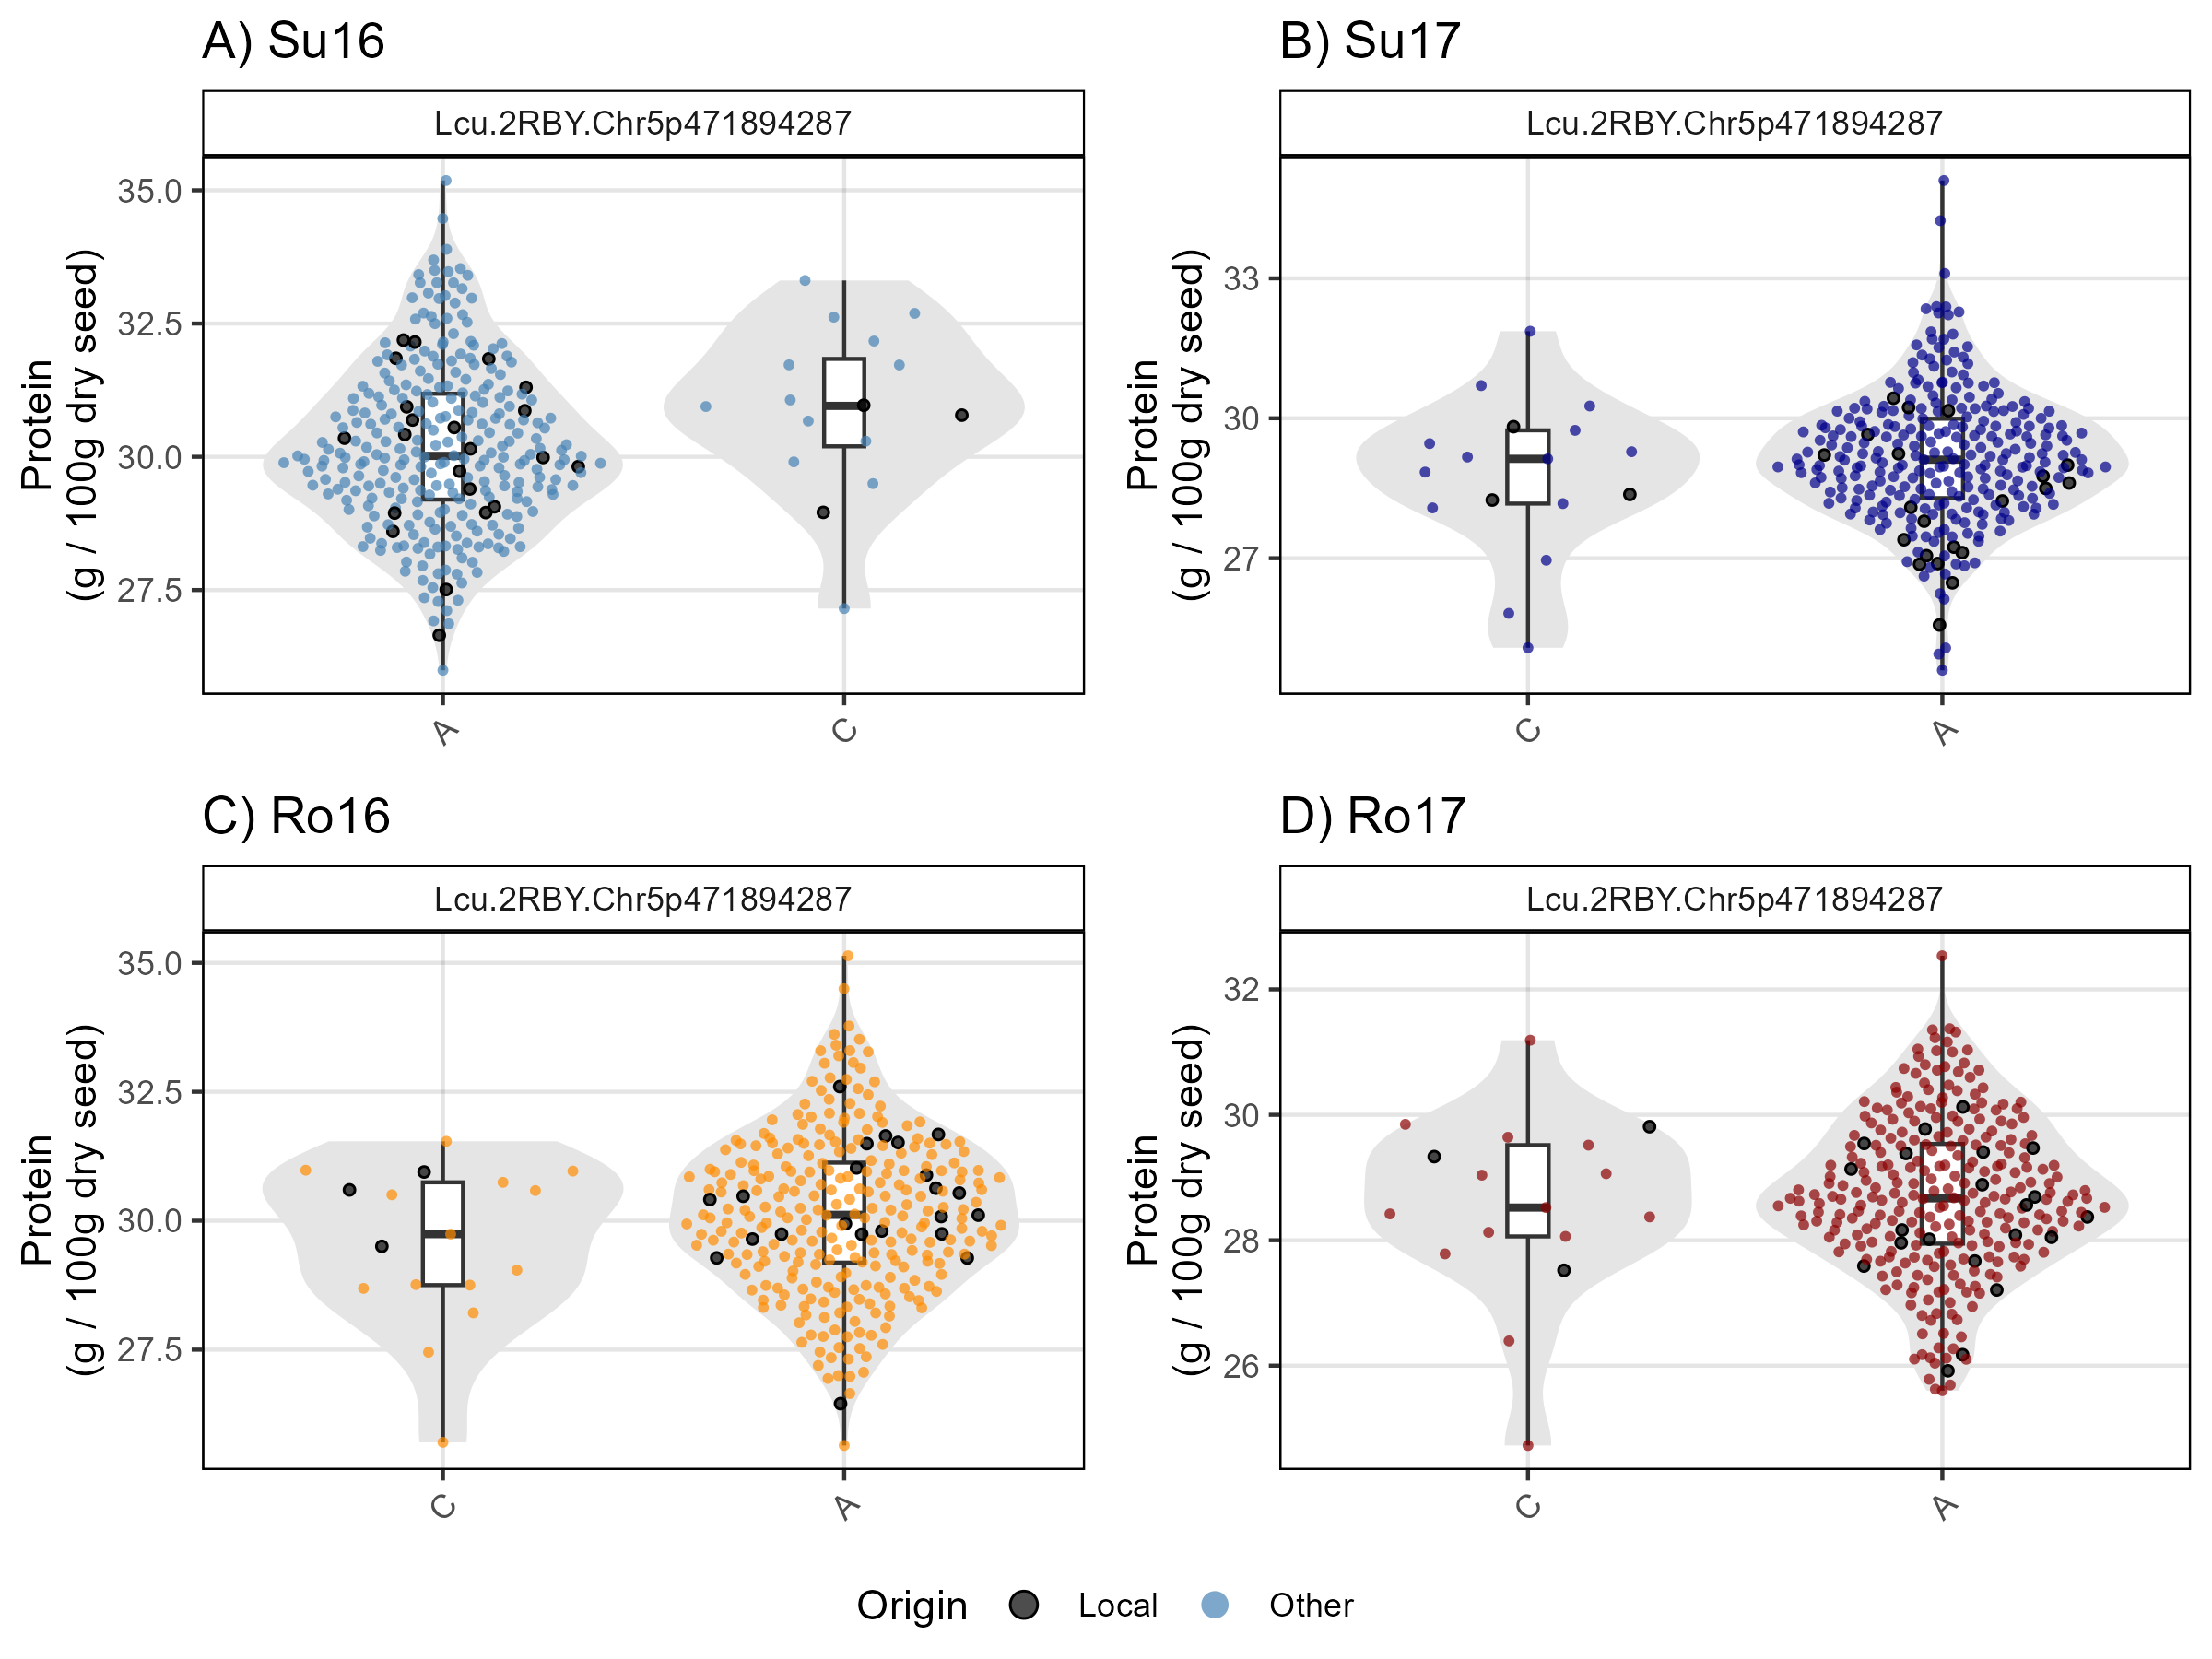 A) Su16
Lcu.2RBY.Chr5p471894287
Protein
(g / 100g dry seed)
35.0
32.5
30.0
27.5
A
C
B) Su17
Lcu.2RBY.Chr5p471894287
Protein
(g / 100g dry seed)
33
30
27
C
A
C) Ro16
Lcu.2RBY.Chr5p471894287
Protein
(g / 100g dry seed)
35.0
32.5
30.0
27.5
C
A
D) Ro17
Lcu.2RBY.Chr5p471894287
Protein
(g / 100g dry seed)
32
30
28
26
C
A
Origin Local Other